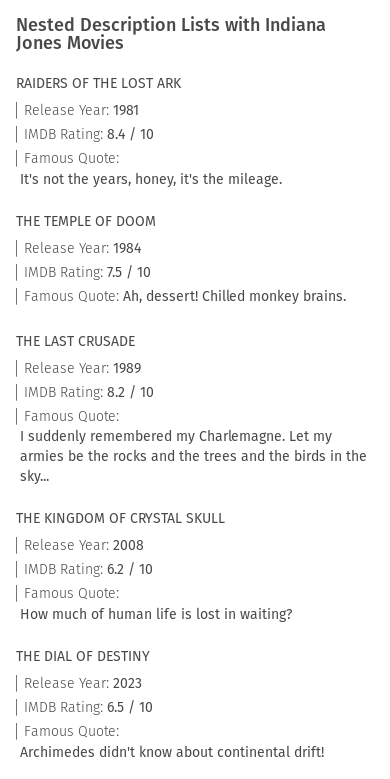 Nested Description Lists with Indiana
Jones Movies
RAIDERS OF THE LOST ARK
Release Year: 1981
IMDB Rating: 8.4 / 10
Famous Quote:
It's not the years, honey, it's the mileage.
THE TEMPLE OF DOOM
Release Year: 1984
IMDB Rating: 7.5 / 10
Famous Quote: Ah, dessert! Chilled monkey brains.
THE LAST CRUSADE
Release Year: 1989
IMDB Rating: 8.2 / 10
Famous Quote:
I suddenly remembered my Charlemagne. Let my
armies be the rocks and the trees and the birds in the
sky...
THE KINGDOM OF CRYSTAL SKULL
Release Year: 2008
IMDB Rating: 6.2 / 10
Famous Quote:
How much of human life is lost in waiting?
THE DIAL OF DESTINY
Release Year: 2023
IMDB Rating: 6.5 / 10
Famous Quote:
Archimedes didn't know about continental drift!